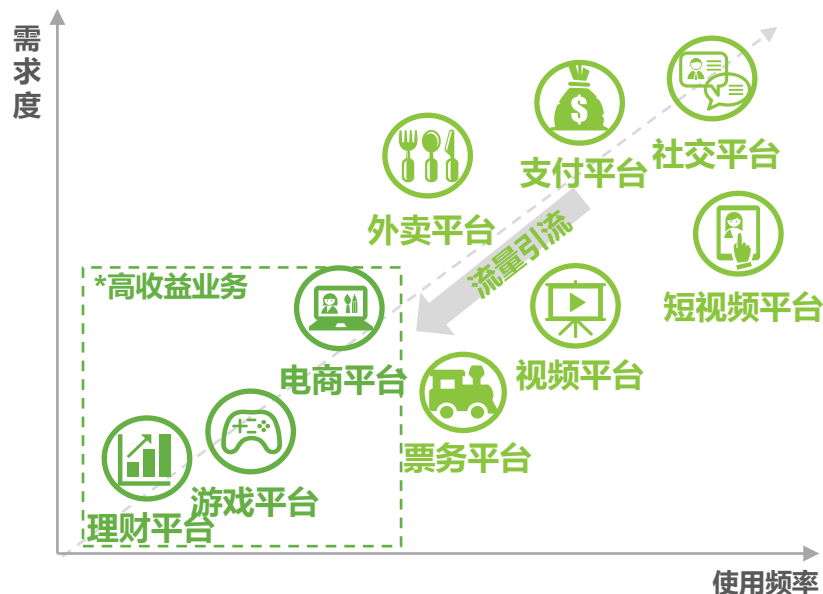 需求度
社交平台
支付平台
外卖平台
流量引流
*高收益业务
短视频平台
电商平台
视频平台
票务平台
游戏平台
理财平台
使用频率
$